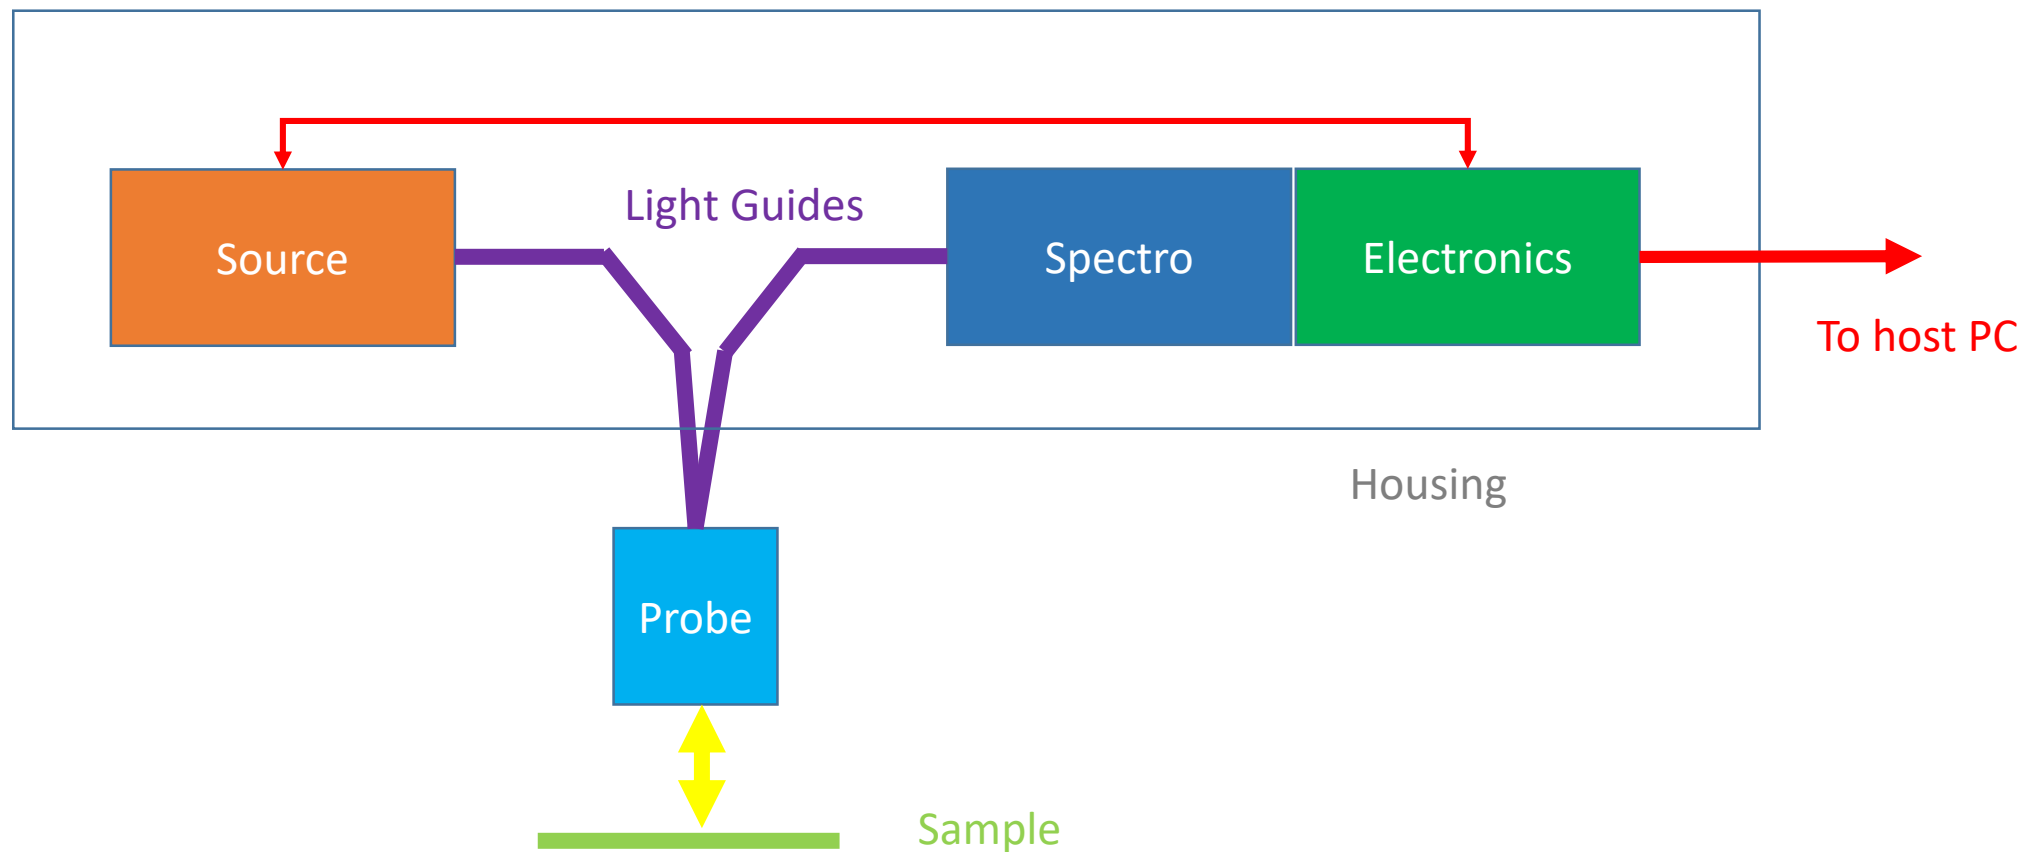 Light Guides
Source
Spectro
Electronics
To host PC
Housing
Probe
Sample